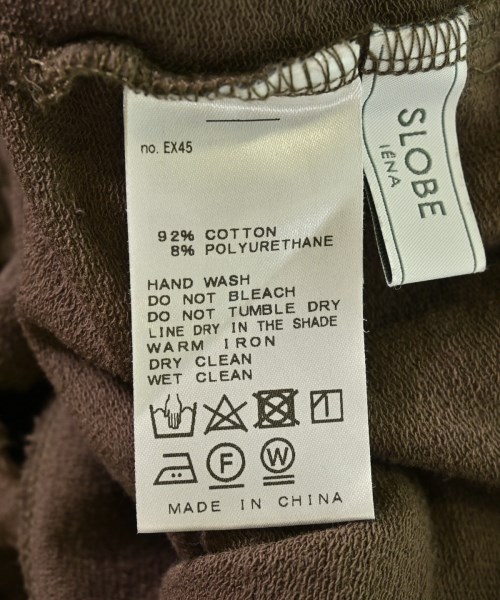 no. EX45
92% COTTON
8% POLYURETHANE
HAND WASH
DO NOT BLEACH
DO NOT TUMBLE DRY
LINE DRY IN THE SHADE
WARM IRON
DRY CLEAN
WET CLEAN
F
W
MADE IN CHINA
SLOBE
IÉNA